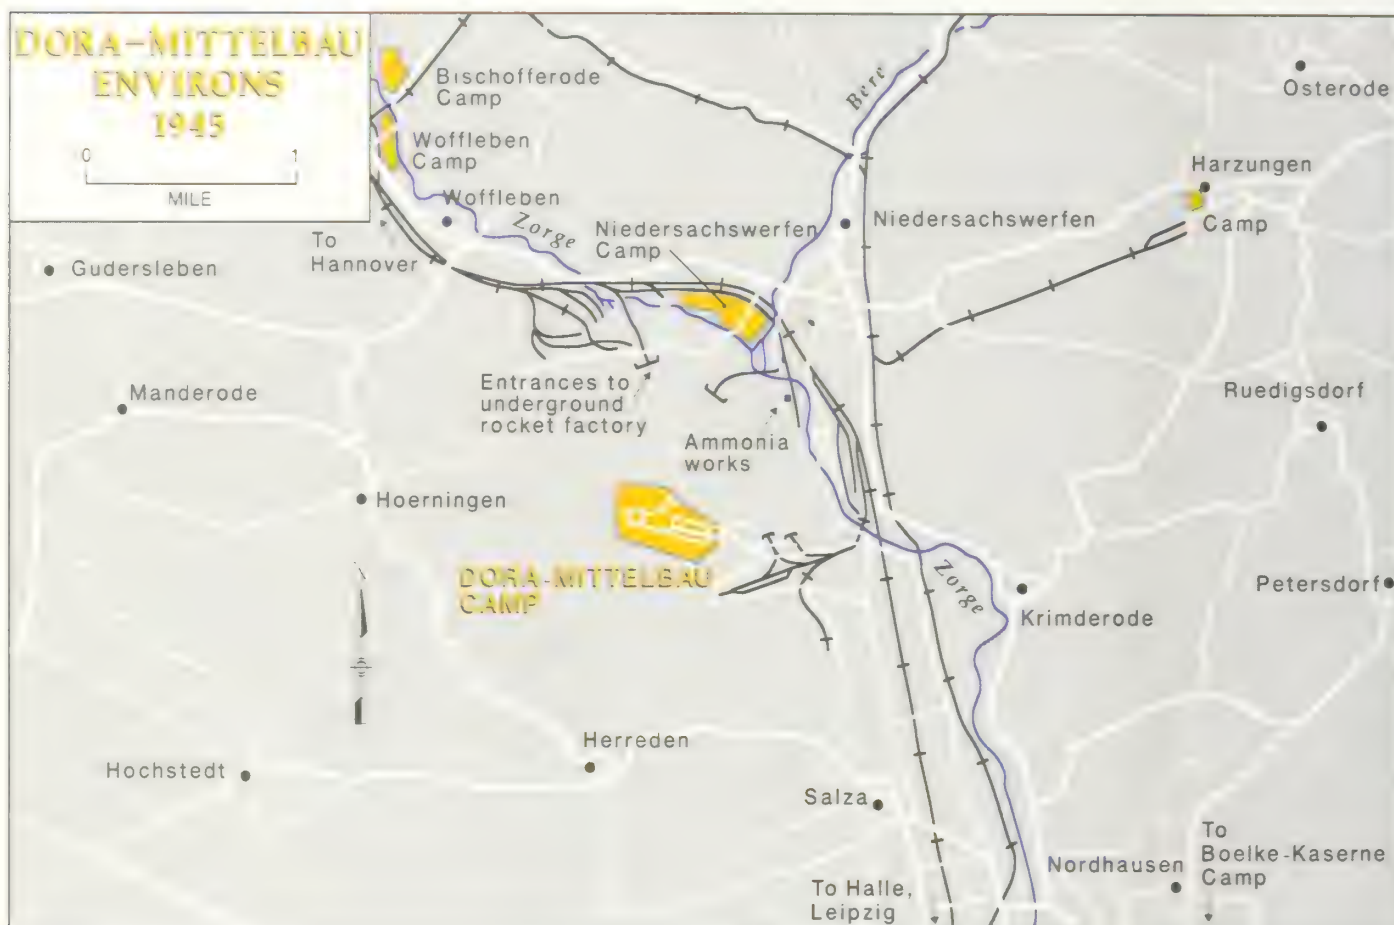 DORA-MITTELBAU
ENVIRONS
1945
0 1
MILE
Bischofferode
Camp
Woffleben
Camp
Woffleben
Zorge
To
Hannover
Gudersleben
Niedersachswerfen
Camp
Bere
Niedersachswerfen
Osterode
Harzungen
Camp
Manderode
Entrances to
underground
rocket factory
Ammonia
works
Ruedigsdorf
Hoerningen
DORA-MITTELBAU
CAMP
Zorge
Krimderode
Petersdorf
Hochstedt
Herreden
Salza
To Halle,
Leipzig
Nordhausen
To
Boelke-Kaserne
Camp